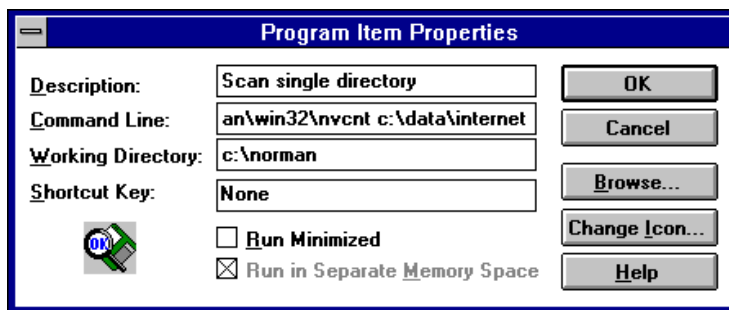 Program Item Properties
Description: Scan single directory
Command Line: an\win32\nvcnt c:\data\internet
Working Directory: c:\norman
Shortcut Key: None
OK
Cancel
Browse...
Change Icon...
Help
OK
Run Minimized
Run in Separate Memory Space